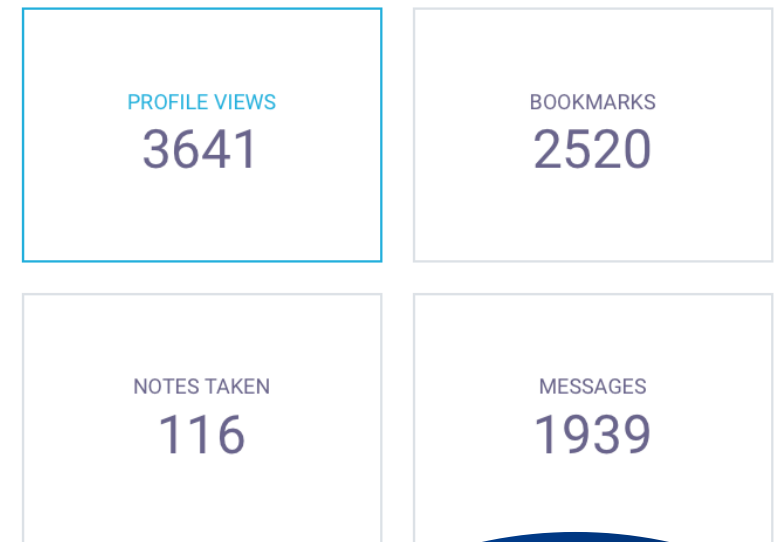 PROFILE VIEWS
3641
BOOKMARKS
2520
NOTES TAKEN
116
MESSAGES
1939